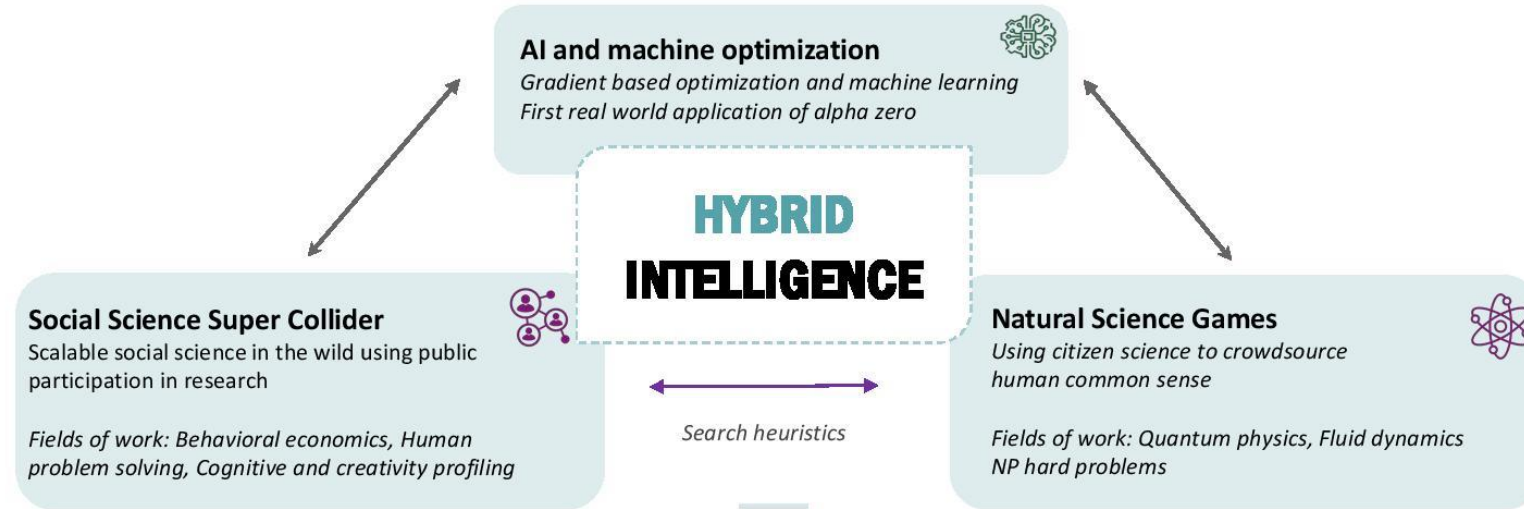 AI and machine optimization
Gradient based optimization and machine learning
First real world application of alpha zero
HYBRID
INTELLIGENCE
Social Science Super Collider
Scalable social science in the wild using public
participation in research
Fields of work: Behavioral economics, Human
problem solving, Cognitive and creativity profiling
Search heuristics
Natural Science Games
Using citizen science to crowdsource
human common sense
Fields of work: Quantum physics, Fluid dynamics
NP hard problems